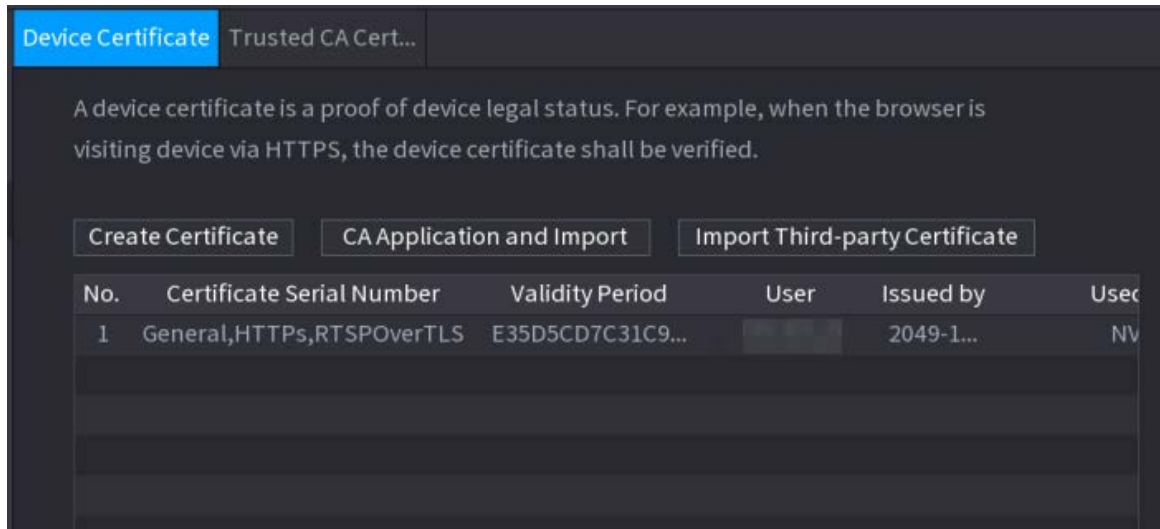 Device Certificate Trusted CA Cert...
A device certificate is a proof of device legal status. For example, when the browser is
visiting device via HTTPS, the device certificate shall be verified.
Create Certificate CA Application and Import Import Third-party Certificate
No. Certificate Serial Number Validity Period User Issued by Used
1 General,HTTPs,RTSPOverTLS E35D5CD7C31C9... 2049-1... NV